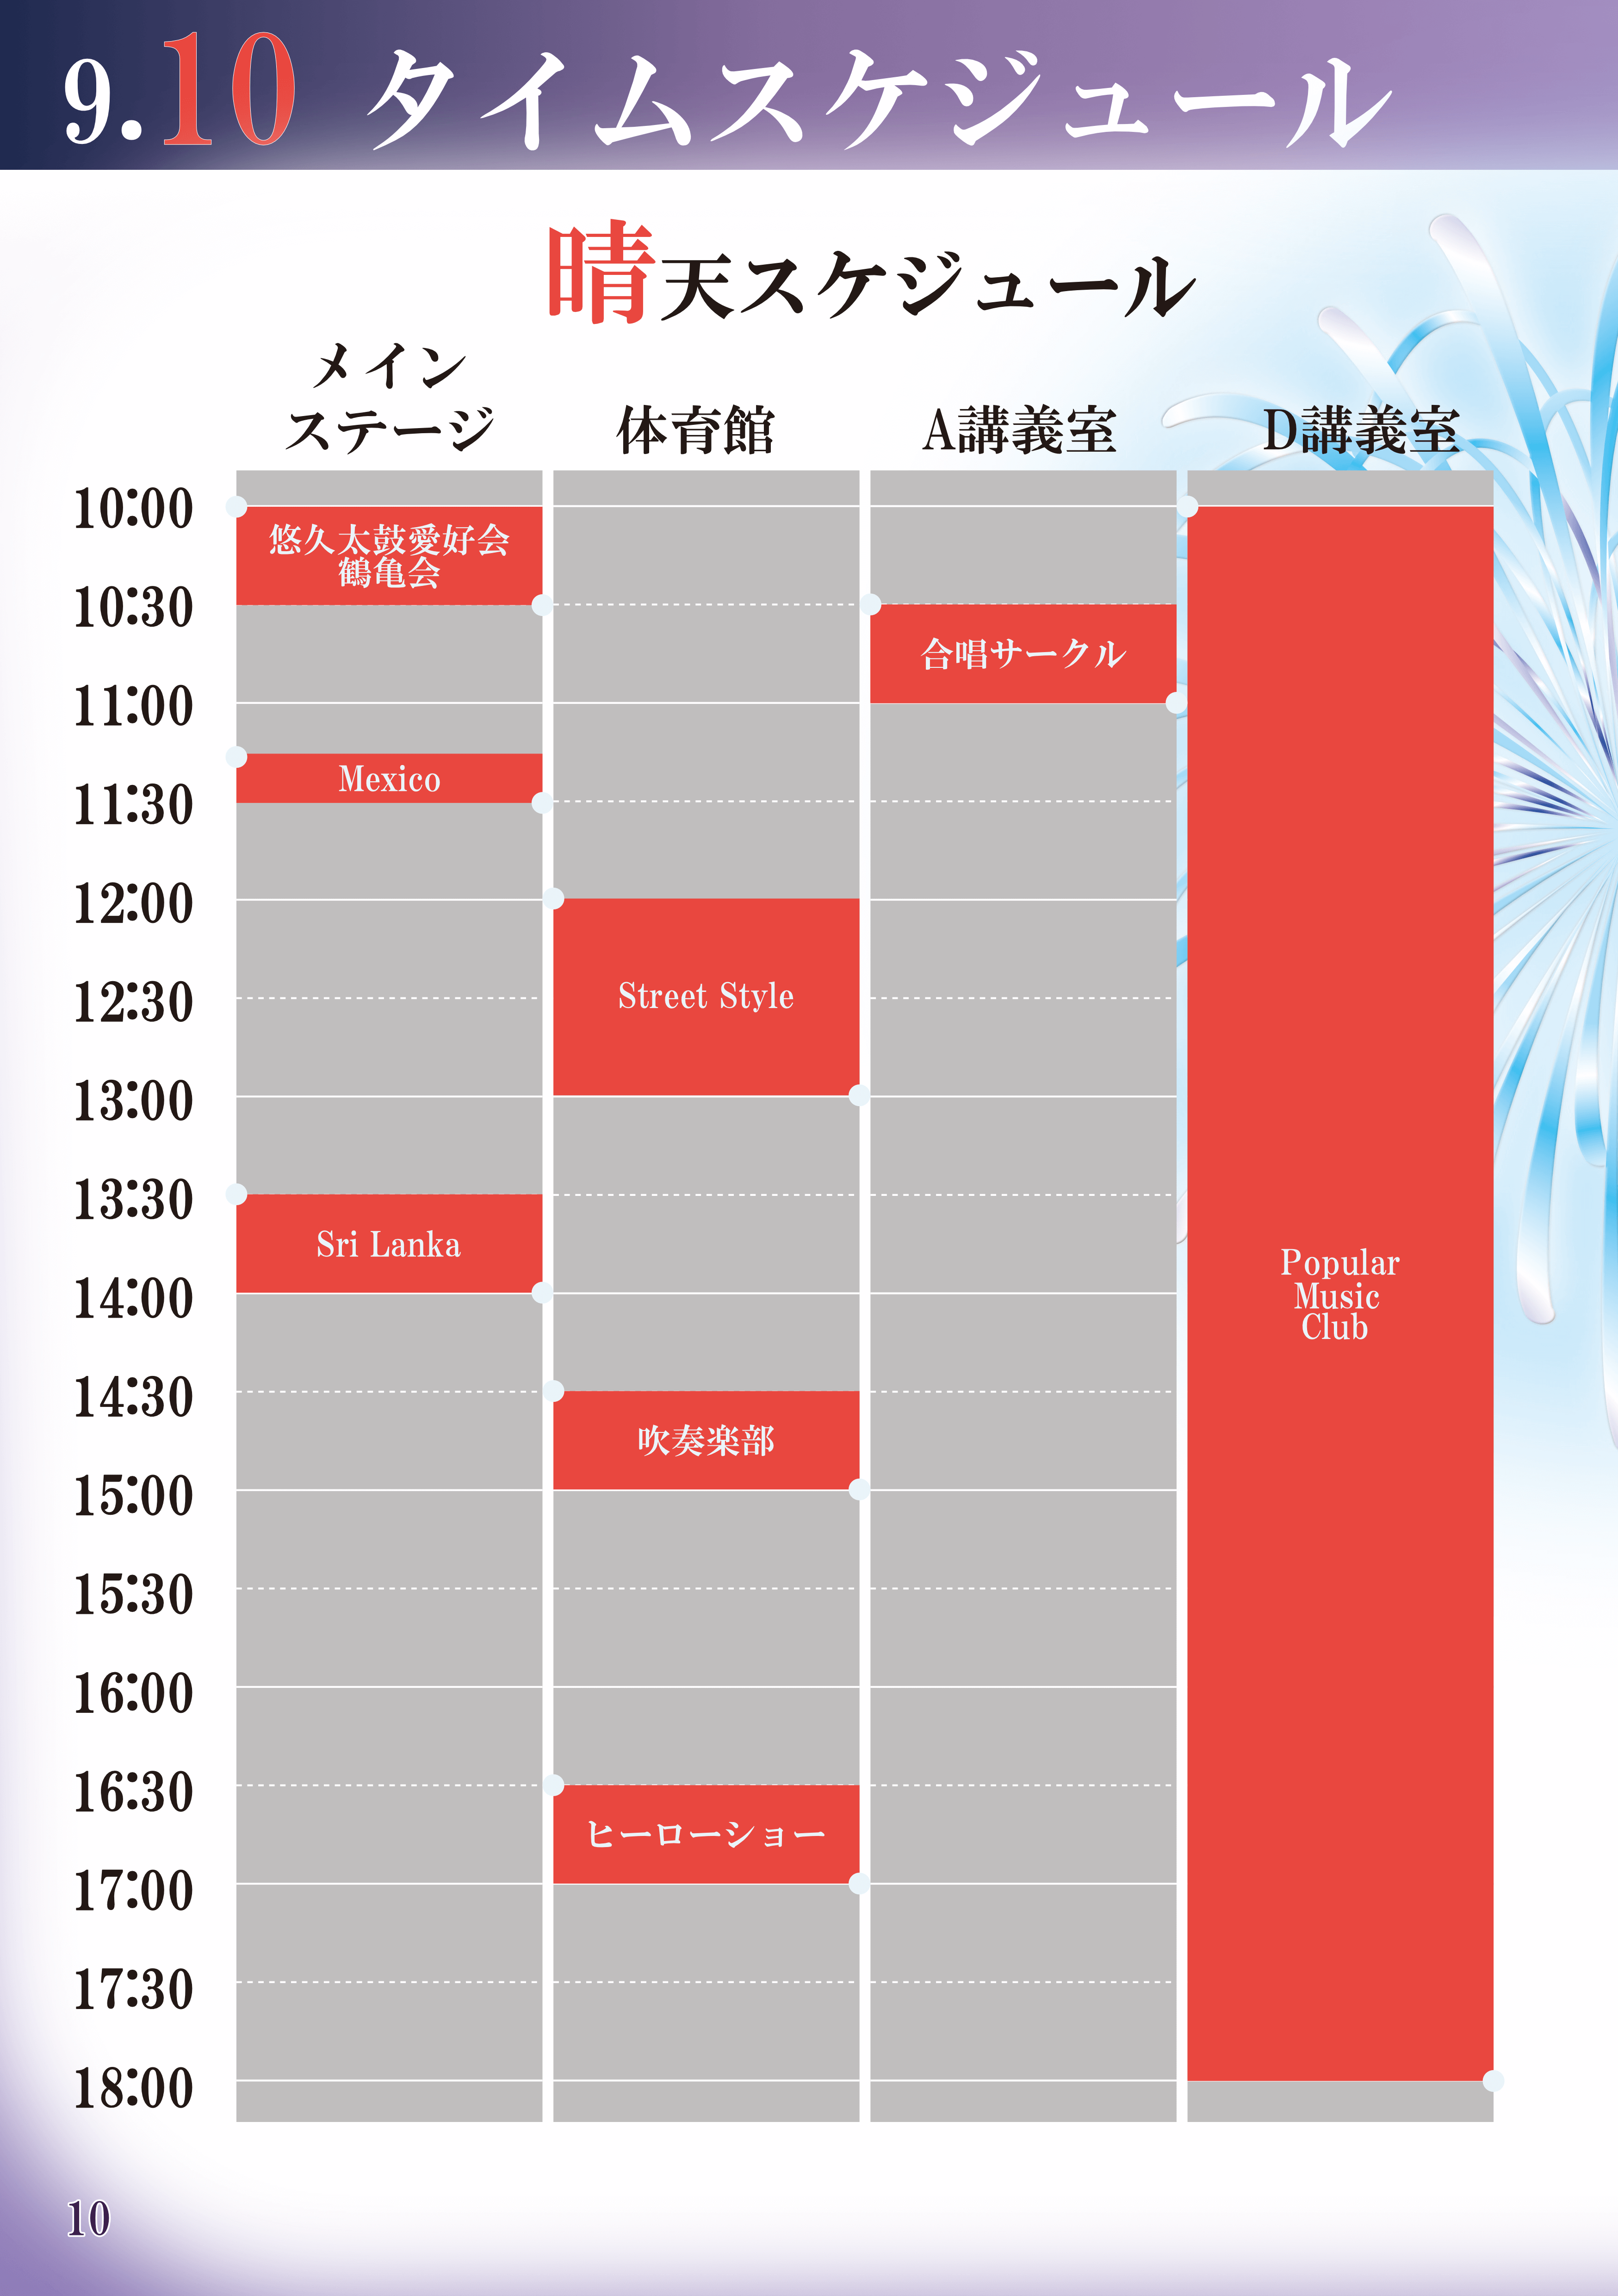 9.10 タイムスケジュール
晴天スケジュール
メイン
ステージ
体育館
A講義室
D講義室
10:00
悠久太鼓愛好会
鶴亀会
10:30
合唱サークル
11:00
Mexico
11:30
12:00
Street Style
12:30
13:00
13:30
Sri Lanka
Popular
Music
Club
14:00
14:30
吹奏楽部
15:00
15:30
16:00
16:30
ヒーローショー
17:00
17:30
18:00
10